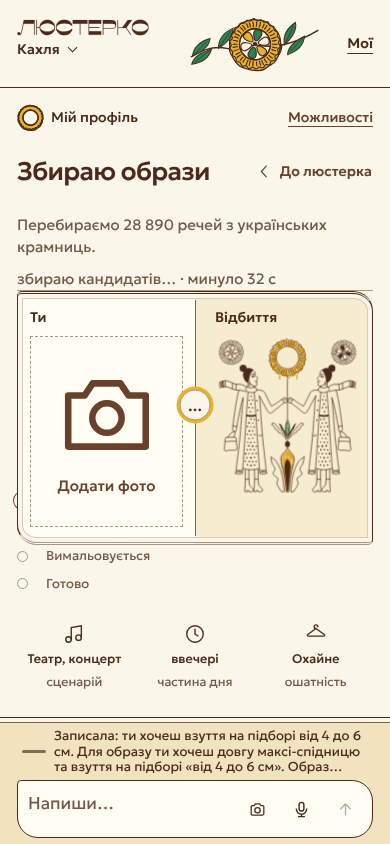 ЛЮСТЕРКО
Кахля
Мої
Мій профіль
Можливості
Збираю образи
До люстерка
Перебираємо 28 890 речей з українських
крамниць.
збираю кандидатів… · минуло 32 с
Ти
Відбиття
...
Додати фото
Вимальовується
Готово
Театр, концерт
ввечері
Охайне
сценарій
частина дня
ошатність
Записала: ти хочеш взуття на підборі від 4 до 6
см. Для образу ти хочеш довгу максі-спідницю
та взуття на підборі «від 4 до 6 см». Образ…
Напиши…